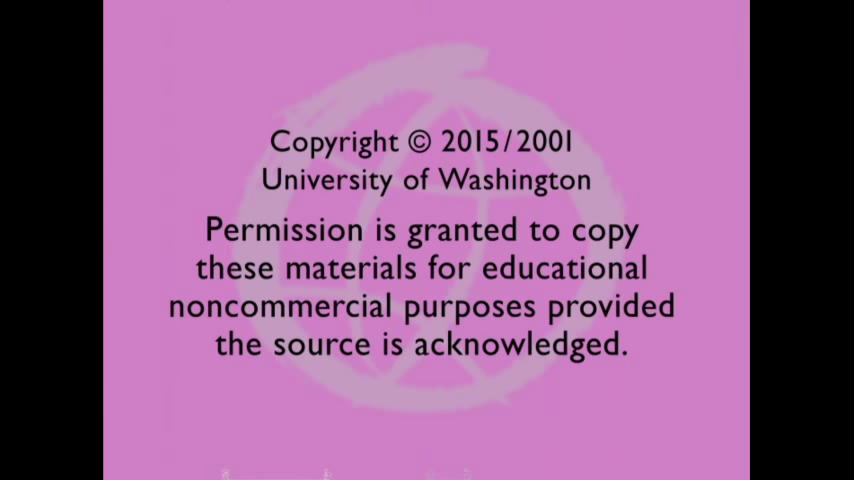 Copyright © 2015/2001
University of Washington
Permission is granted to copy
these materials for educational
noncommercial purposes provided
the source is acknowledged.